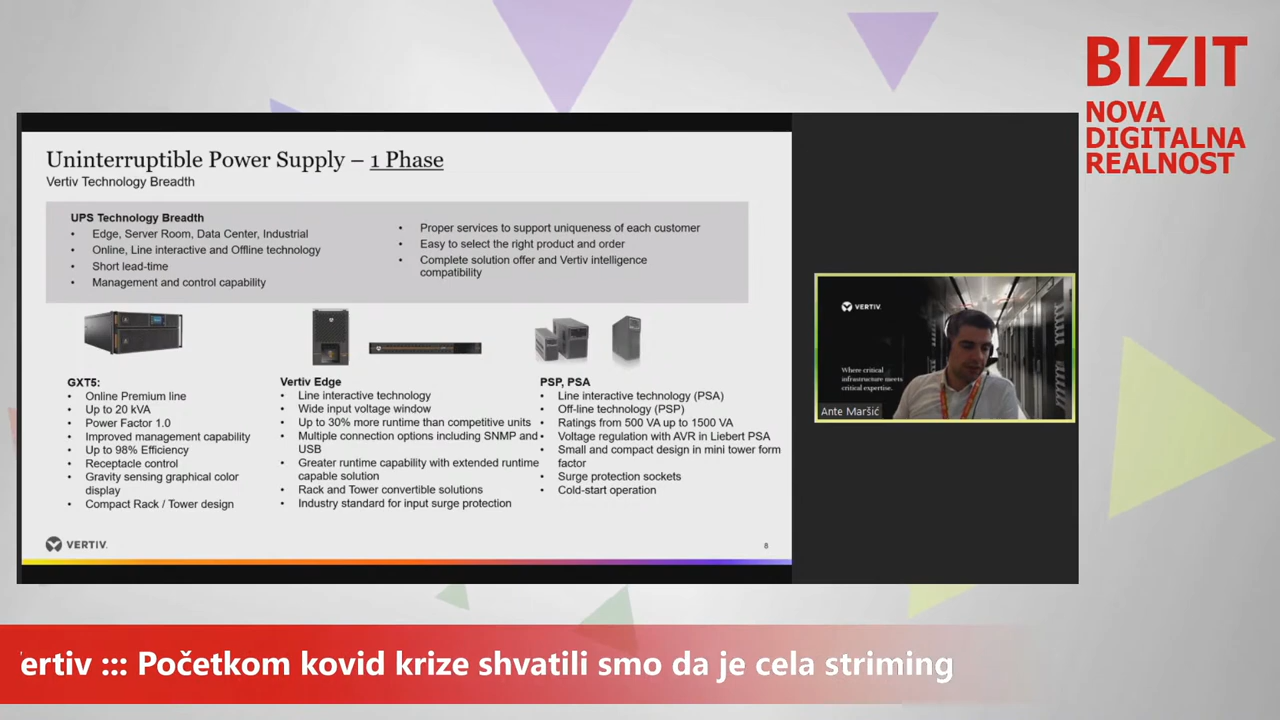 BIZIT
NOVA
DIGITALNA
REALNOST
Uninterruptible Power Supply – 1 Phase
Vertiv Technology Breadth
UPS Technology Breadth
• Edge, Server Room, Data Center, Industrial
• Online, Line interactive and Offline technology
• Short lead-time
• Management and control capability
• Proper services to support uniqueness of each customer
• Easy to select the right product and order
• Complete solution offer and Vertiv intelligence
compatibility
GXT5:
• Online Premium line
• Up to 20 kVA
• Power Factor 1.0
• Improved management capability
• Up to 98% Efficiency
• Receptacle control
• Gravity sensing graphical color
display
• Compact Rack / Tower design
Vertiv Edge
• Line interactive technology
• Wide input voltage window
• Up to 30% more runtime than competitive units
• Multiple connection options including SNMP and
USB
• Greater runtime capability with extended runtime
capable solution
• Rack and Tower convertible solutions
• Industry standard for input surge protection
PSP, PSA
• Line interactive technology (PSA)
• Off-line technology (PSP)
• Ratings from 500 VA up to 1500 VA
• Voltage regulation with AVR in Liebert PSA
• Small and compact design in mini tower form
factor
• Surge protection sockets
• Cold-start operation
VERTIV.
8
VERTIV.
Where critical
infrastructure meets
critical expertise.
Ante Maršić
ertiv ::: Početkom kovid krize shvatili smo da je cela striming